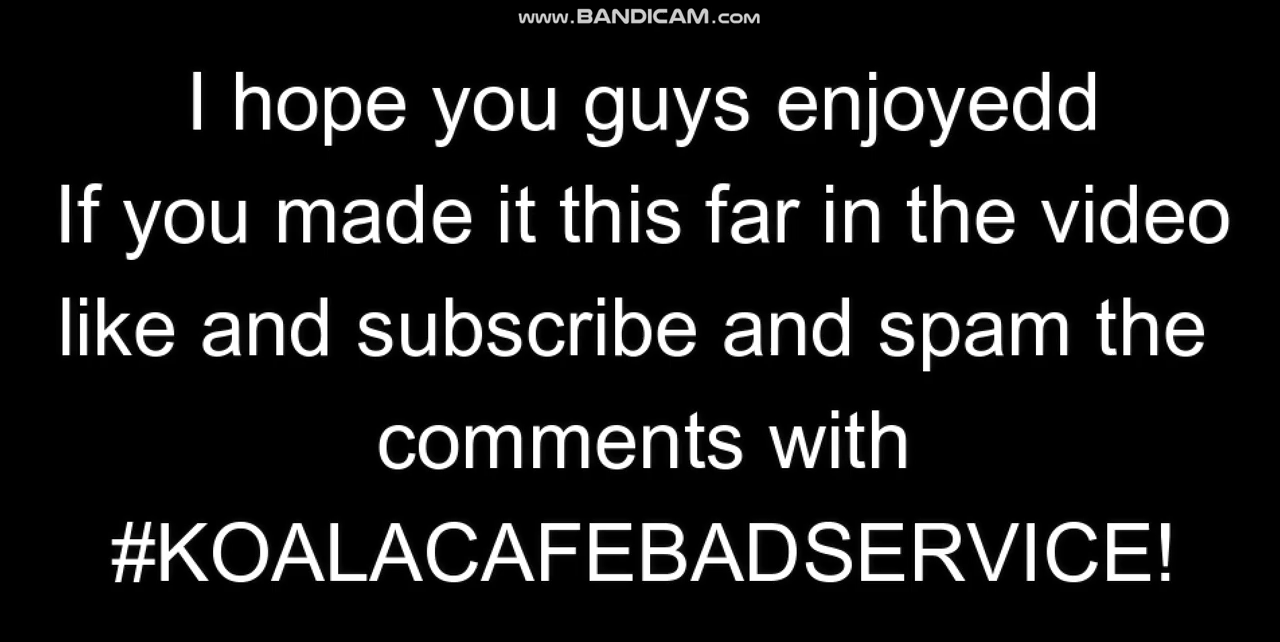 www.BANDICAM.com
I hope you guys enjoyedd
If you made it this far in the video
like and subscribe and spam the
comments with
#KOALACAFEBADSERVICE!